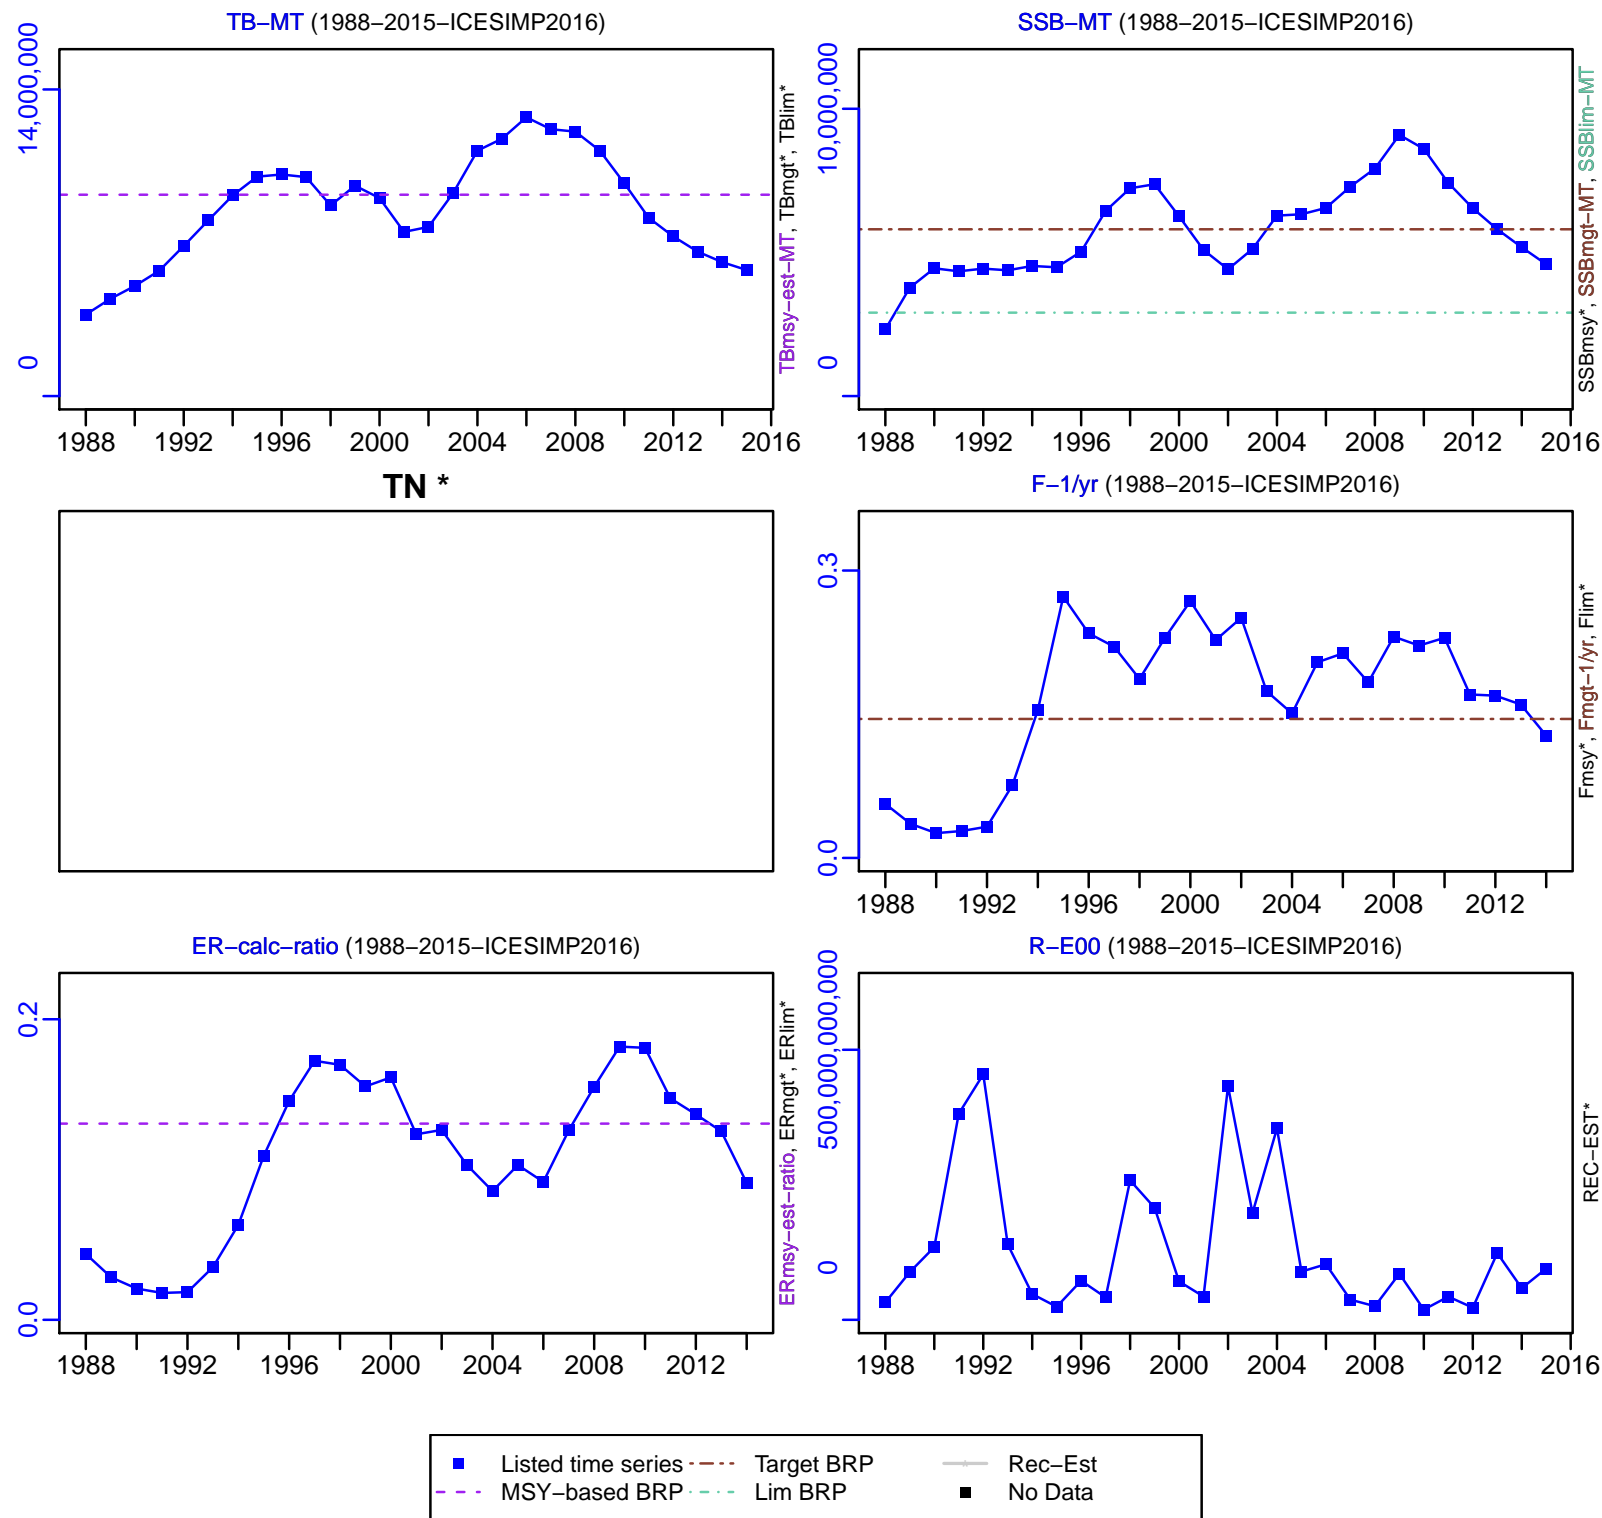 TB−MT (1988−2015−ICESIMP2016)
14,000,000
0
1988 1992 1996 2000 2004 2008 2012 2016
TBmsy−est−MT, TBmgt*, TBlim*
SSB−MT (1988−2015−ICESIMP2016)
10,000,000
0
1988 1992 1996 2000 2004 2008 2012 2016
SSBmsy*, SSBmgt−MT, SSBlim−MT
TN *
F−1/yr (1988−2015−ICESIMP2016)
0.3
0.0
1988 1992 1996 2000 2004 2008 2012
Fmsy*, Fmgt−1/yr, Flim*
ER−calc−ratio (1988−2015−ICESIMP2016)
0.2
0.0
1988 1992 1996 2000 2004 2008 2012
ERmsy−est−ratio, ERmgt*, ERlim*
R−E00 (1988−2015−ICESIMP2016)
500,000,000,000
0
1988 1992 1996 2000 2004 2008 2012 2016
REC−EST*
Listed time series Target BRP Rec−Est
MSY−based BRP Lim BRP No Data